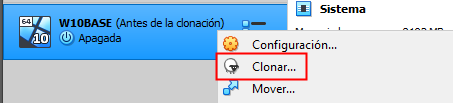 64
10
W10BASE (Antes de la clonación)
Apagada
Sistema
Configuración...
Clonar...
Mover...